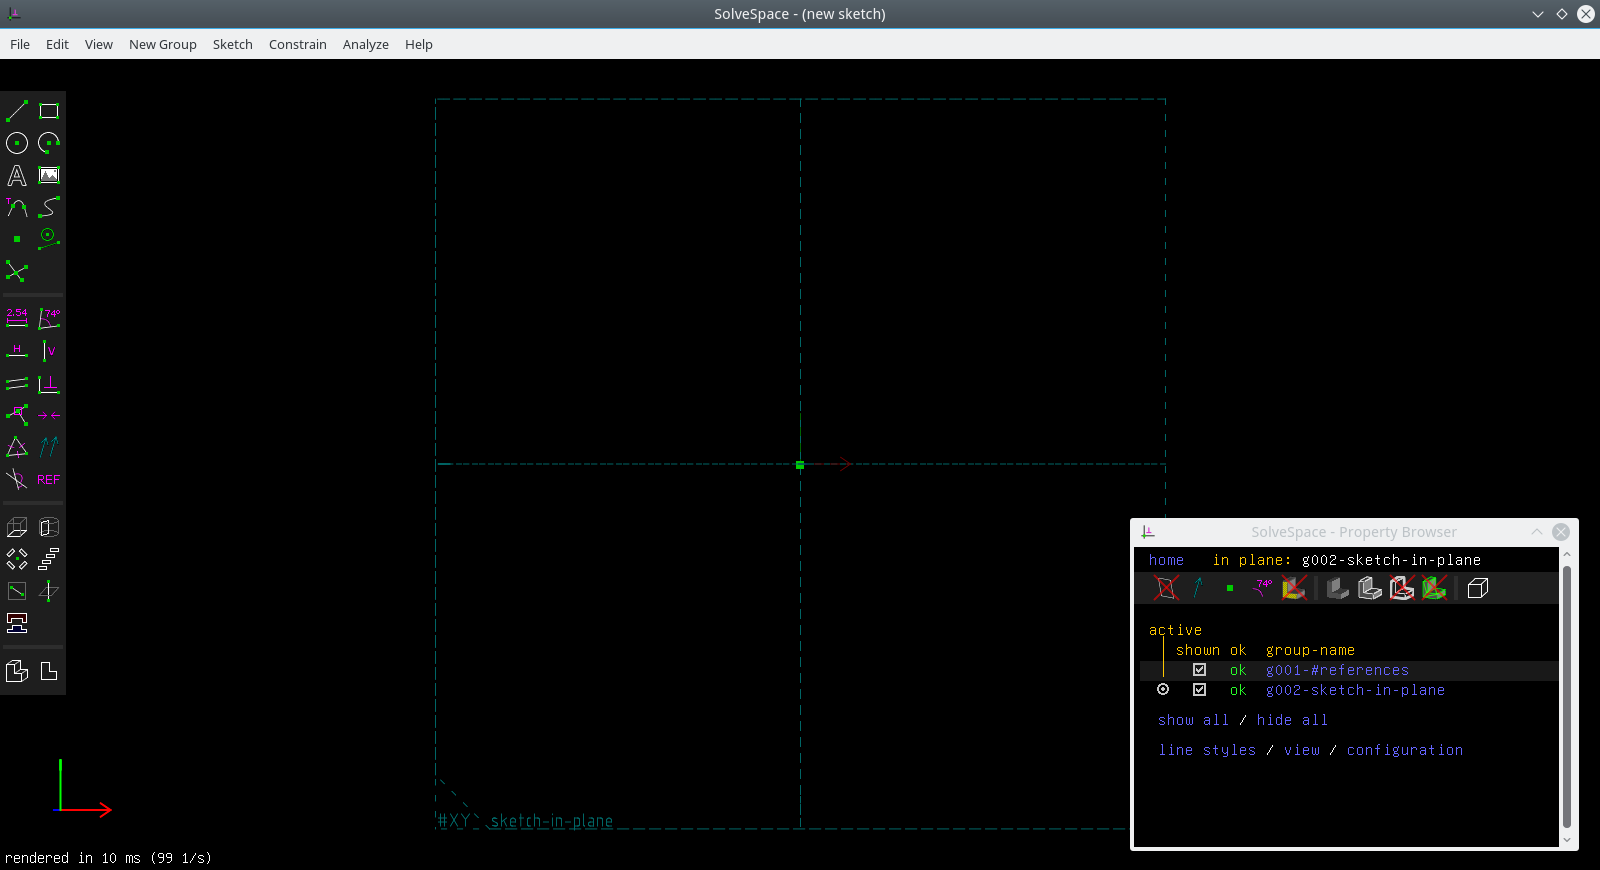 SolveSpace - (new sketch)
File Edit View New Group Sketch Constrain Analyze Help
A
T
2.54 74°
H V
REF
#XY sketch-in-plane
rendered in 10 ms (99 1/s)
SolveSpace - Property Browser
home in plane: g002-sketch-in-plane
74°
active
shown ok group-name
ok g001-#references
ok g002-sketch-in-plane
show all / hide all
line styles / view / configuration